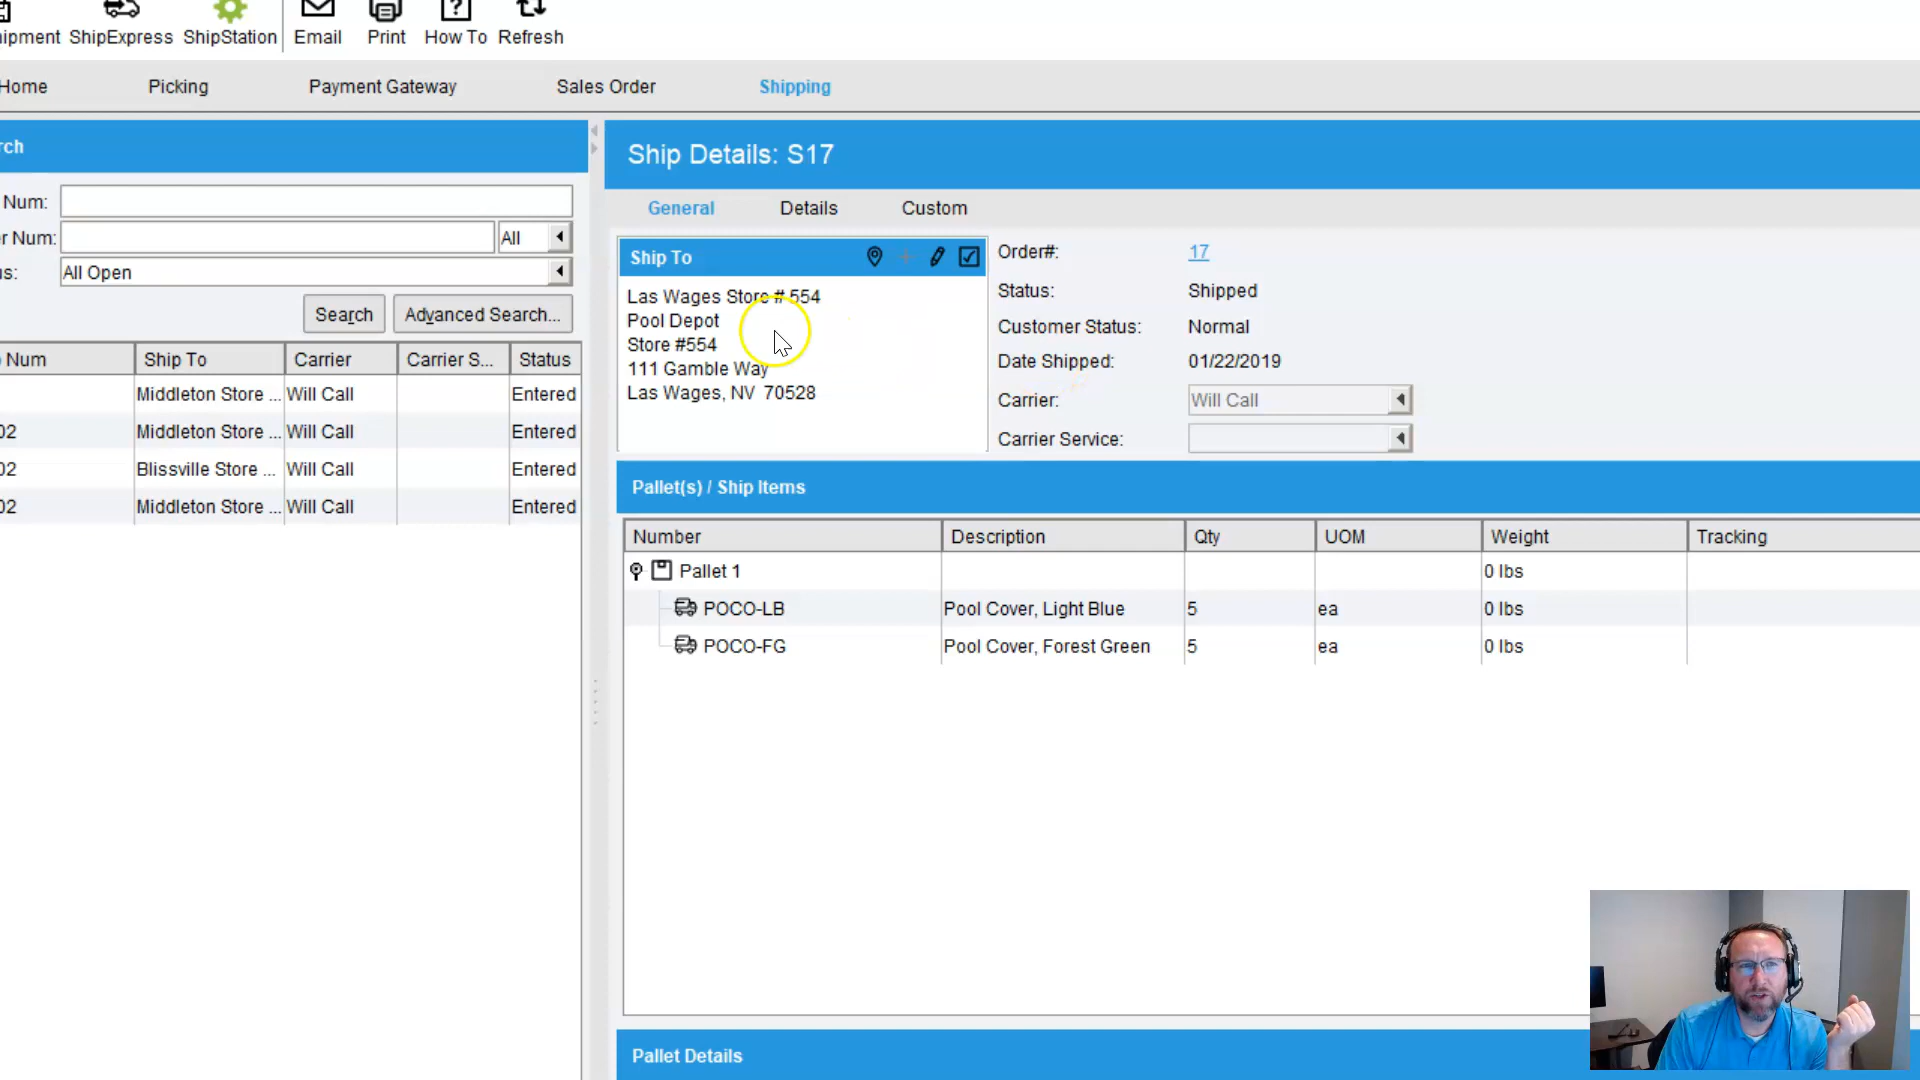 ipment ShipExpress ShipStation Email Print How To Refresh
Home Picking Payment Gateway Sales Order Shipping
rch
Num:
r Num: All
s: All Open
Search Advanced Search...
Num Ship To Carrier Carrier S... Status
Middleton Store ... Will Call Entered
02 Middleton Store ... Will Call Entered
02 Blissville Store ... Will Call Entered
02 Middleton Store ... Will Call Entered
Ship Details: S17
General Details Custom
Ship To
Las Wages Store # 554
Pool Depot
Store #554
111 Gamble Way
Las Wages, NV 70528
Order#: 17
Status: Shipped
Customer Status: Normal
Date Shipped: 01/22/2019
Carrier: Will Call
Carrier Service:
Pallet(s) / Ship Items
Number Description Qty UOM Weight Tracking
Pallet 1 0 lbs
POCO-LB Pool Cover, Light Blue 5 ea 0 lbs
POCO-FG Pool Cover, Forest Green 5 ea 0 lbs
Pallet Details